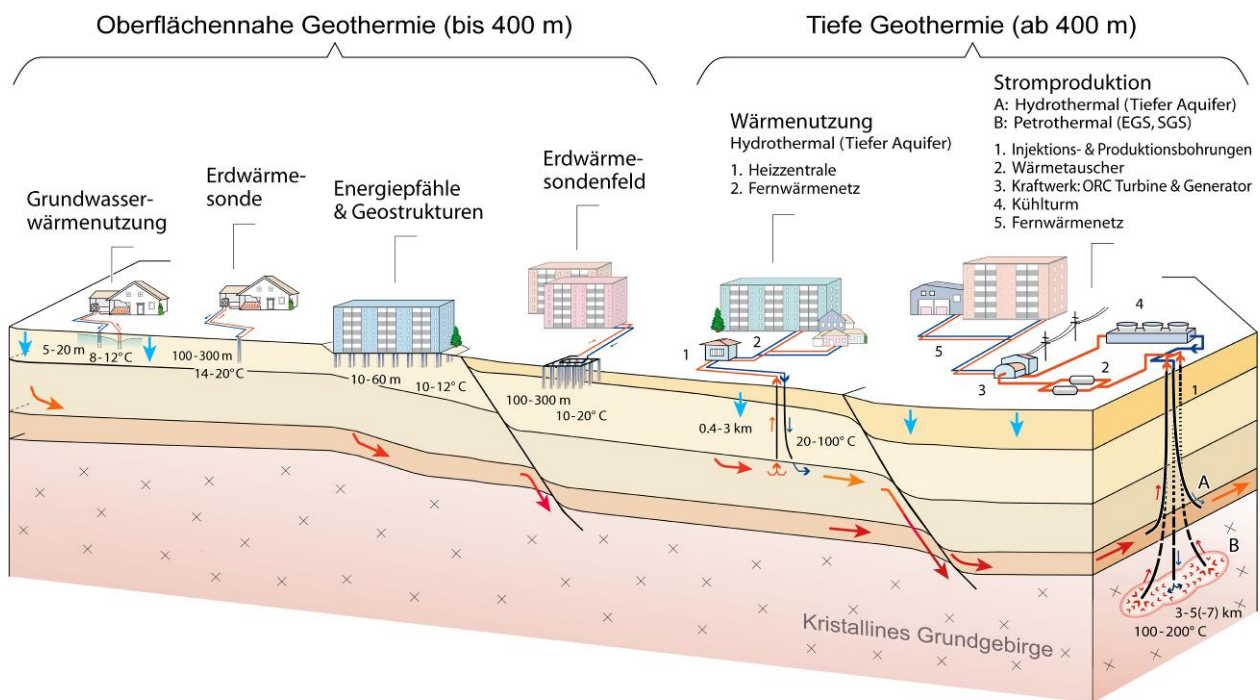 Oberflächennahe Geothermie (bis 400 m)
Tiefe Geothermie (ab 400 m)
Grundwasser-
wärmenutzung
Erdwärme-
sonde
Energiepfähle
& Geostrukturen
Erdwärme-
sondenfeld
Wärmenutzung
Hydrothermal (Tiefer Aquifer)
1. Heizzentrale
2. Fernwärmenetz
Stromproduktion
A: Hydrothermal (Tiefer Aquifer)
B: Petrothermal (EGS, SGS)
1. Injektions- & Produktionsbohrungen
2. Wärmetauscher
3. Kraftwerk: ORC Turbine & Generator
4. Kühlturm
5. Fernwärmenetz
5-20 m
8-12°C
100-300 m
14-20°C
10-60 m
10-12°C
100-300 m
10-20° C
1
2
0.4-3 km
20-100° C
5
3
2
4
1
A
B
3-5(-7) km
100-200° C
Kristallines Grundgebirge